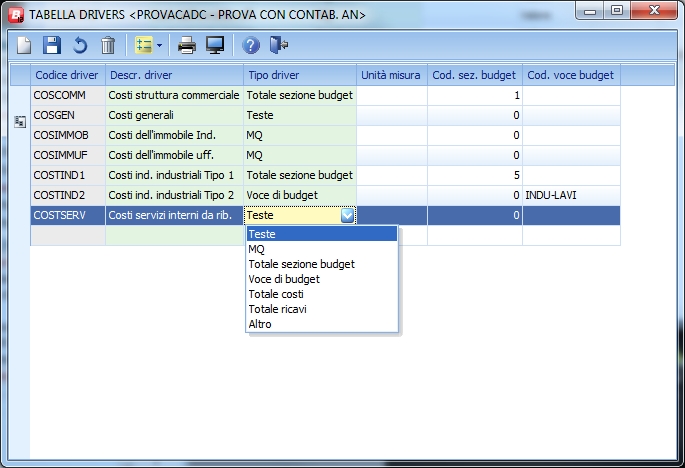 TABELLA DRIVERS <PROVACADC - PROVA CON CONTAB. AN>
Codice driver Descr. driver Tipo driver Unità misura Cod. sez. budget Cod. voce budget
COSCOMM Costi struttura commerciale Totale sezione budget 1
COSGEN Costi generali Teste 0
COSIMMOB Costi dell'immobile Ind. MQ 0
COSIMMUF Costi dell'immobile uff. MQ 0
COSTIND1 Costi ind. industriali Tipo 1 Totale sezione budget 5
COSTIND2 Costi ind. industriali Tipo 2 Voce di budget 0 INDU-LAVI
COSTSERV Costi servizi interni da rib. Teste 0
Teste
MQ
Totale sezione budget
Voce di budget
Totale costi
Totale ricavi
Altro